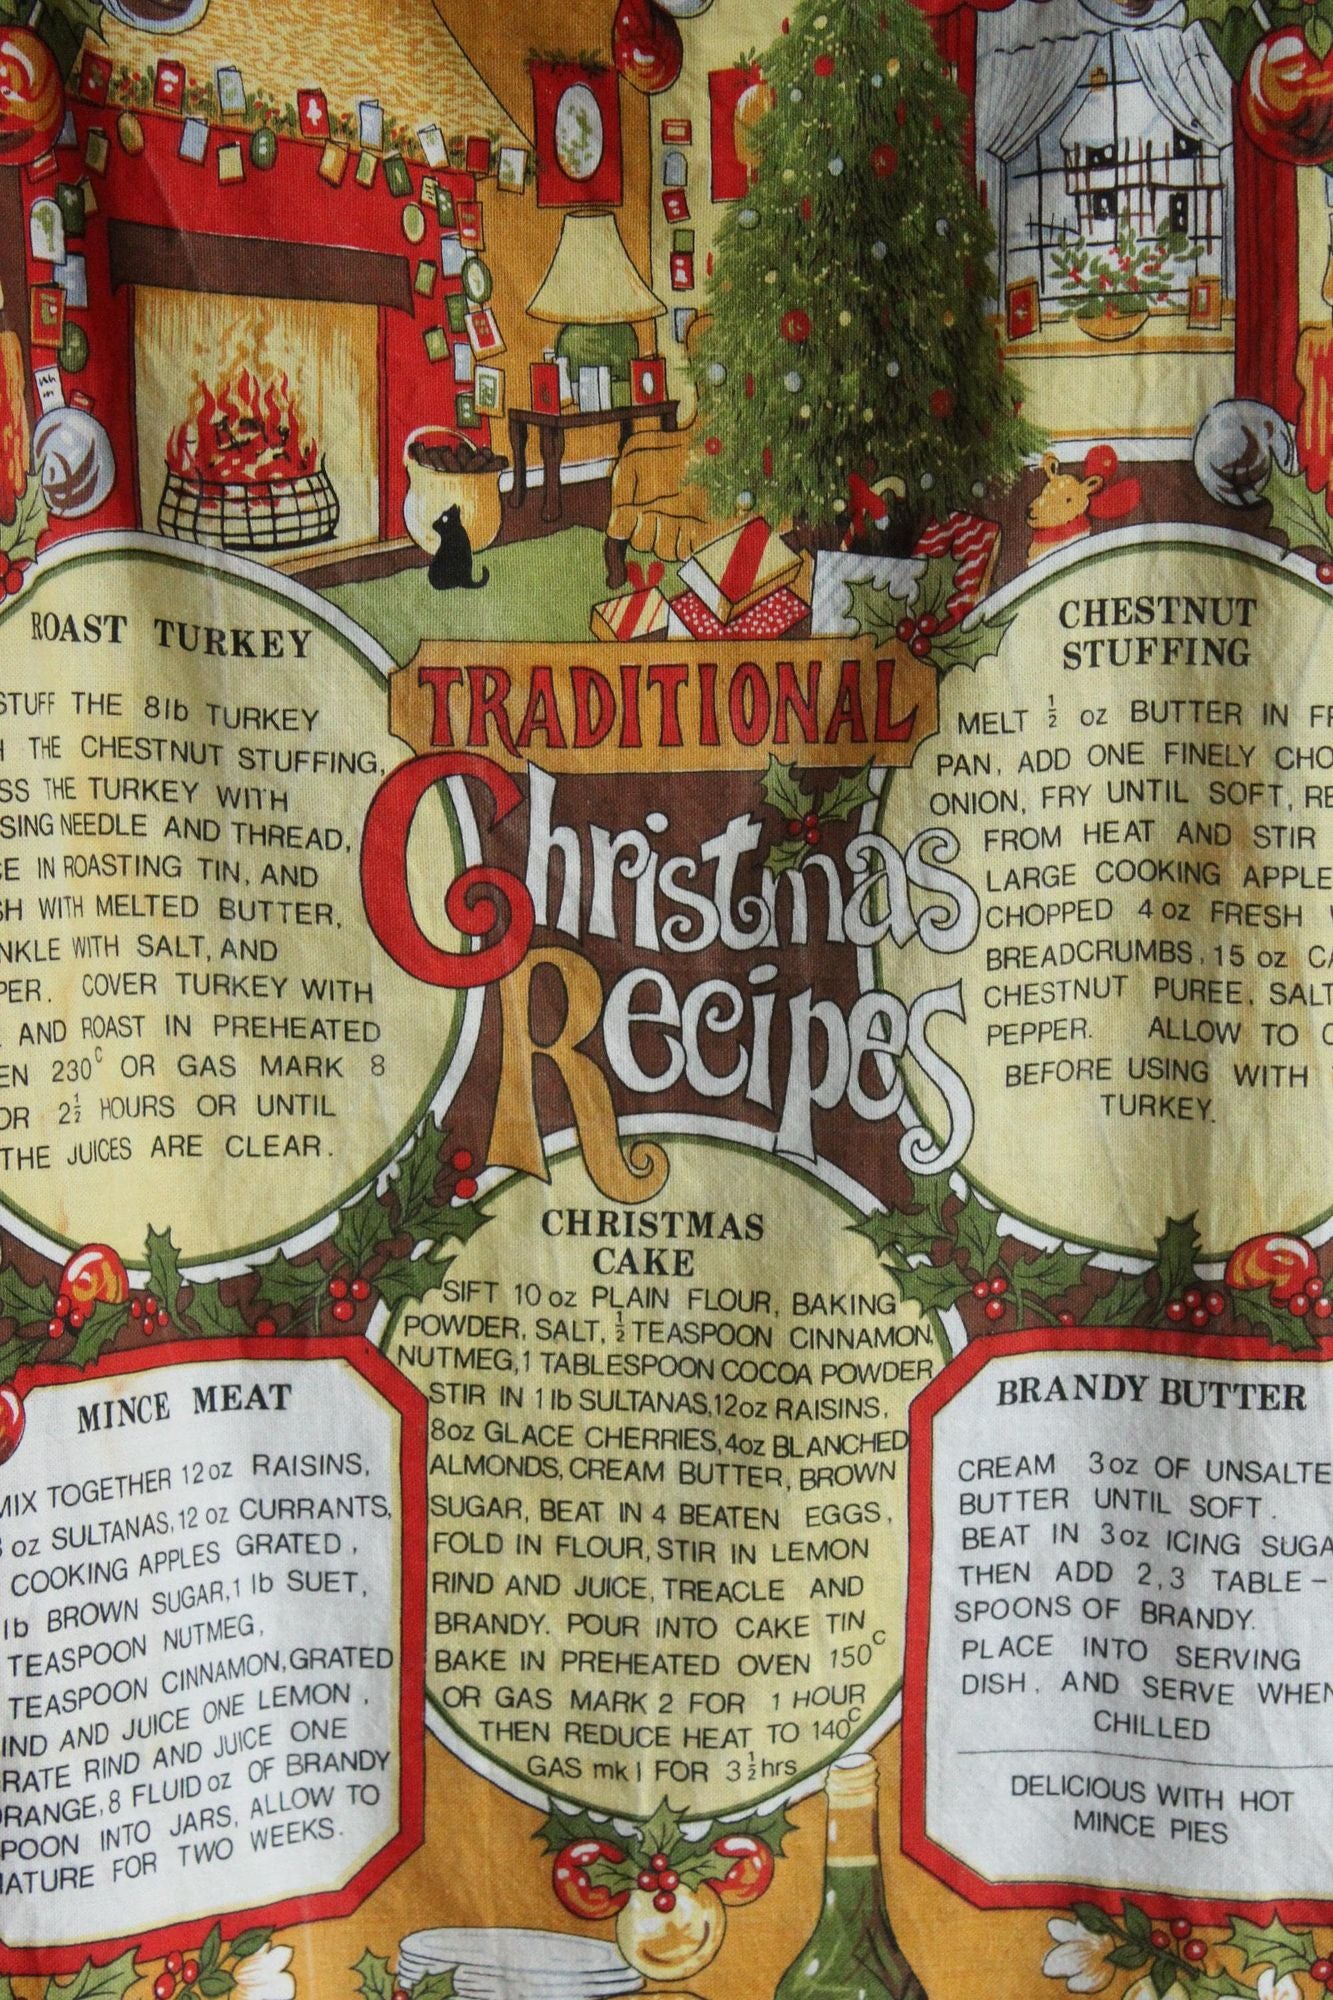 TRADITIONAL
Christmas
Recipes
ROAST TURKEY
STUFF THE 8lb TURKEY
THE CHESTNUT STUFFING,
THE TURKEY WITH
NEEDLE AND THREAD,
IN ROASTING TIN, AND
WITH MELTED BUTTER,
WITH SALT, AND
COVER TURKEY WITH
AND ROAST IN PREHEATED
230c OR GAS MARK 8
2½ HOURS OR UNTIL
THE JUICES ARE CLEAR.
CHESTNUT
STUFFING
MELT ½ oz BUTTER IN
PAN, ADD ONE FINELY
ONION, FRY UNTIL SOFT,
FROM HEAT AND STIR
LARGE COOKING APPLE
CHOPPED 4 oz FRESH
BREADCRUMBS, 15 oz
CHESTNUT PUREE, SALT
PEPPER. ALLOW TO
BEFORE USING WITH
TURKEY.
CHRISTMAS
CAKE
SIFT 10 oz PLAIN FLOUR, BAKING
POWDER, SALT, ½ TEASPOON CINNAMON,
NUTMEG, 1 TABLESPOON COCOA POWDER
STIR IN 1 lb SULTANAS, 12oz RAISINS,
8oz GLACE CHERRIES, 4oz BLANCHED
ALMONDS, CREAM BUTTER, BROWN
SUGAR, BEAT IN 4 BEATEN EGGS,
FOLD IN FLOUR, STIR IN LEMON
RIND AND JUICE, TREACLE AND
BRANDY. POUR INTO CAKE TIN
BAKE IN PREHEATED OVEN 150c
OR GAS MARK 2 FOR 1 HOUR
THEN REDUCE HEAT TO 140c
GAS mk 1 FOR 3½ hrs
MINCE MEAT
MIX TOGETHER 12 oz RAISINS,
oz SULTANAS, 12 oz CURRANTS,
COOKING APPLES GRATED,
lb BROWN SUGAR, 1 lb SUET,
TEASPOON NUTMEG,
TEASPOON CINNAMON, GRATED
AND JUICE ONE LEMON,
RIND AND JUICE ONE
ORANGE, 8 FLUID oz OF BRANDY
INTO JARS, ALLOW TO
MATURE FOR TWO WEEKS.
BRANDY BUTTER
CREAM 3 oz OF UNSALTE
BUTTER UNTIL SOFT.
BEAT IN 3 oz ICING SUGA
THEN ADD 2,3 TABLE-
SPOONS OF BRANDY.
PLACE INTO SERVING
DISH, AND SERVE WHEN
CHILLED
DELICIOUS WITH HOT
MINCE PIES